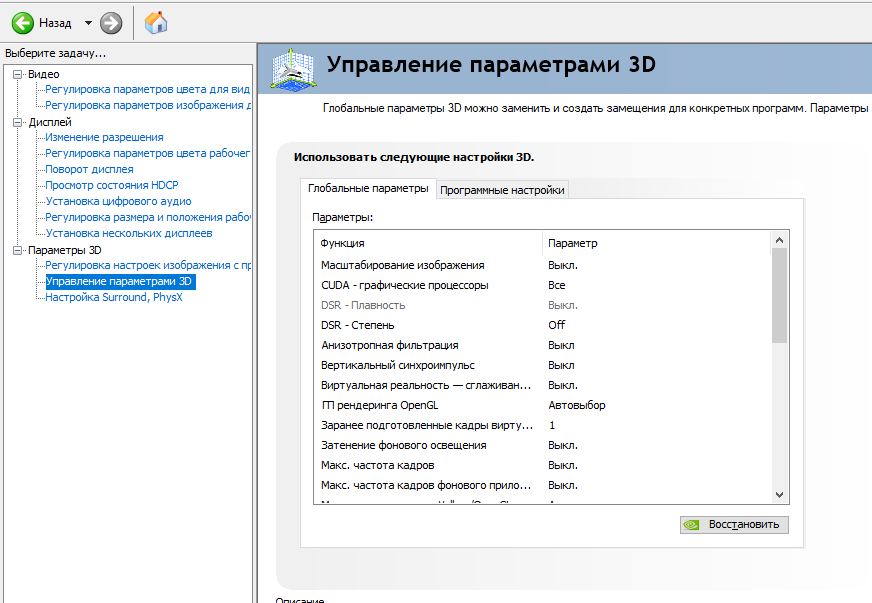 Назад
Выберите задачу...
Видео
Регулировка параметров цвета для вид
Регулировка параметров изображения д
Дисплей
Изменение разрешения
Регулировка параметров цвета рабочег
Поворот дисплея
Просмотр состояния HDCP
Установка цифрового аудио
Регулировка размера и положения рабо
Установка нескольких дисплеев
Параметры 3D
Регулировка настроек изображения с пр
Управление параметрами 3D
Настройка Surround, PhysX
Управление параметрами 3D
Глобальные параметры 3D можно заменить и создать замещения для конкретных программ. Параметры
Использовать следующие настройки 3D.
Глобальные параметры Программные настройки
Параметры:
Функция Параметр
Масштабирование изображения Выкл.
CUDA - графические процессоры Все
DSR - Плавность Выкл.
DSR - Степень Off
Анизотропная фильтрация Выкл
Вертикальный синхроимпульс Выкл
Виртуальная реальность — сглаживан... Выкл.
ГП рендеринга OpenGL Автовыбор
Заранее подготовленные кадры вирту... 1
Затенение фонового освещения Выкл.
Макс. частота кадров Выкл.
Макс. частота кадров фонового прило... Выкл.
Восстановить
Описание